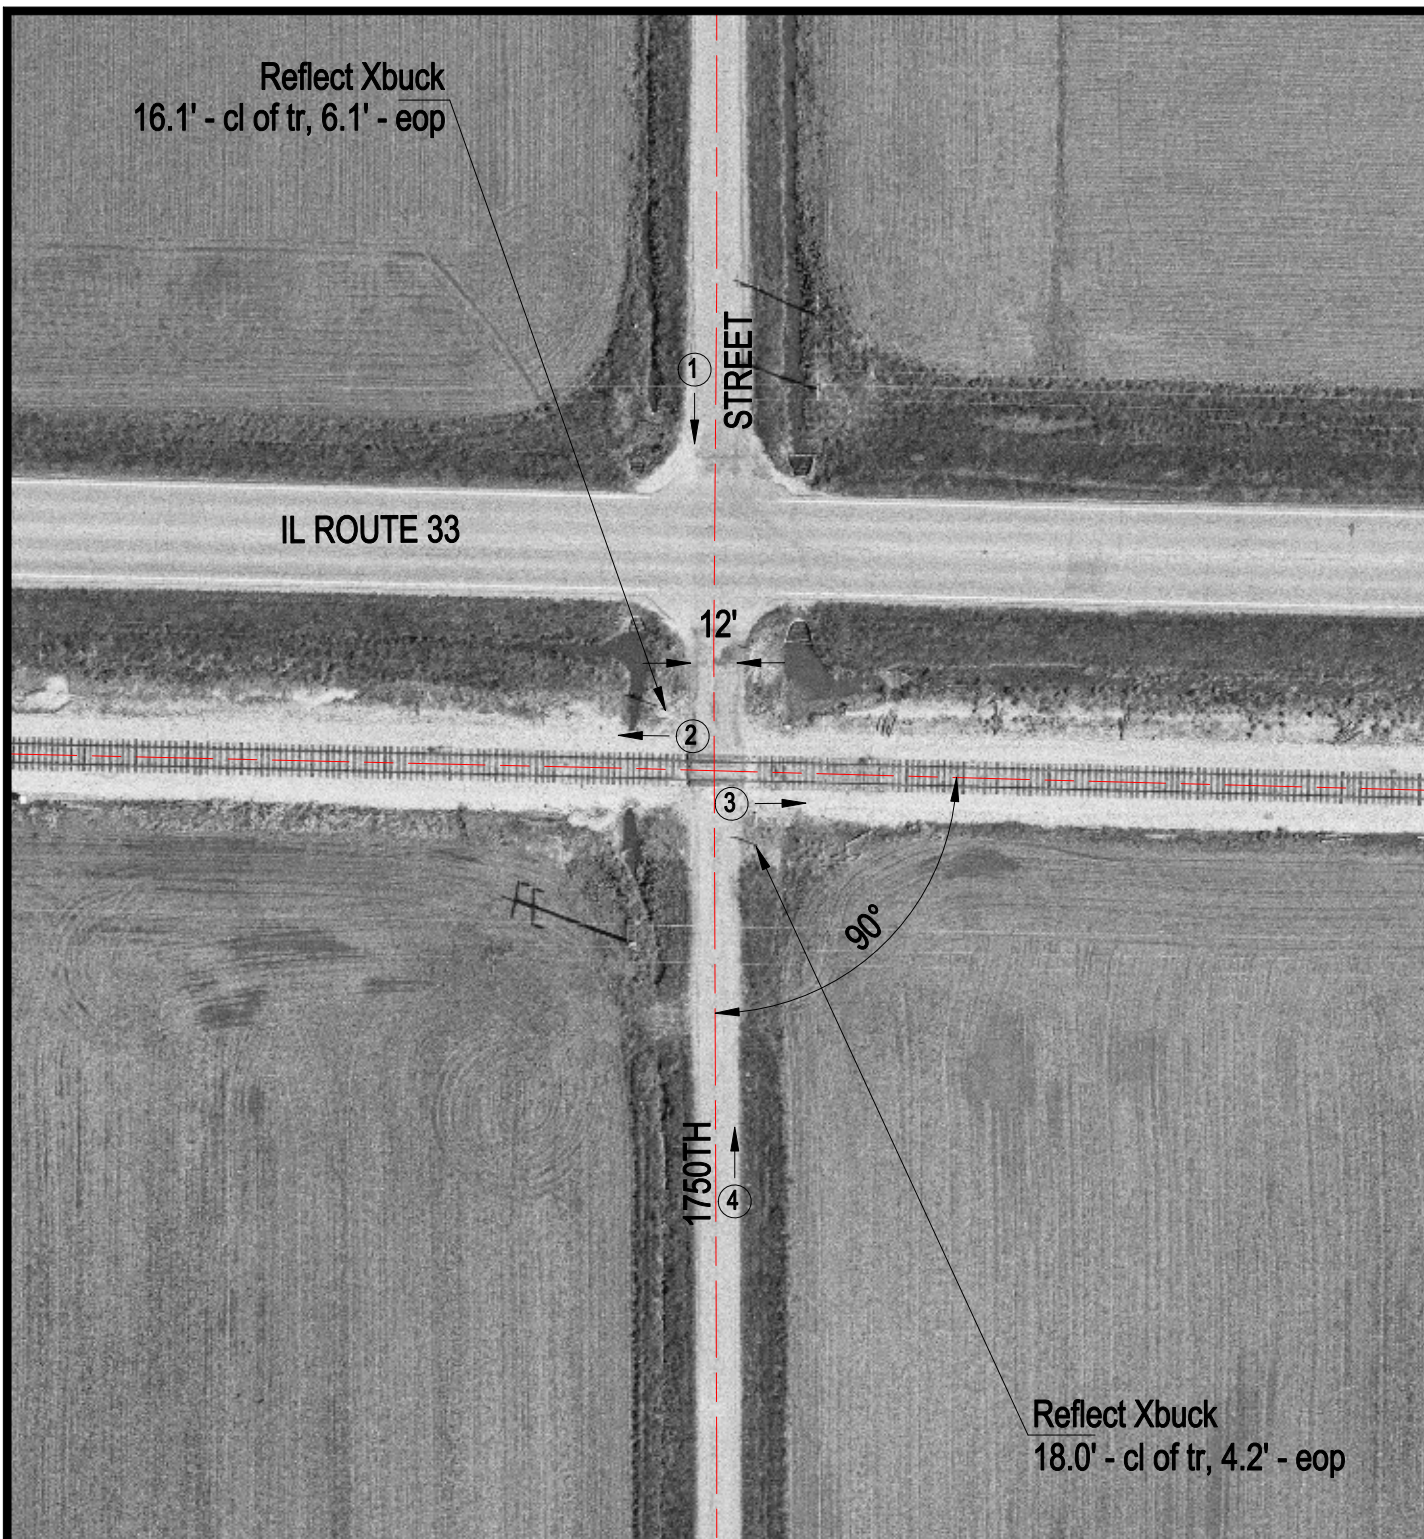 Reflect Xbuck
16.1' - cl of tr, 6.1' - eop
STREET
1
IL ROUTE 33
12'
2
3
90°
1750TH
4
Reflect Xbuck
18.0' - cl of tr, 4.2' - eop